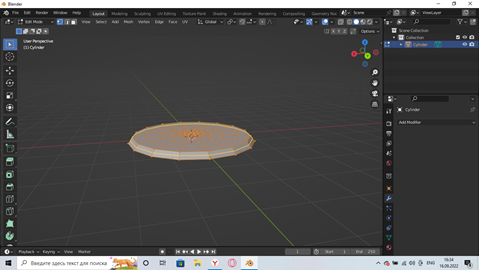 Blender
File Edit Render Window Help Layout Modeling Sculpting UV Editing Texture Paint Shading Animation Rendering Compositing Geometry Nod Scene ViewLayer
Edit Mode View Select Add Mesh Vertex Edge Face UV Global
X Y Z Options
User Perspective
(1) Cylinder
Scene Collection
Collection
Cylinder
Cylinder
Add Modifier
Playback Keying View Marker 1 Start 1 End 250
Введите здесь текст для поиска
ENG
16:34
16.09.2022